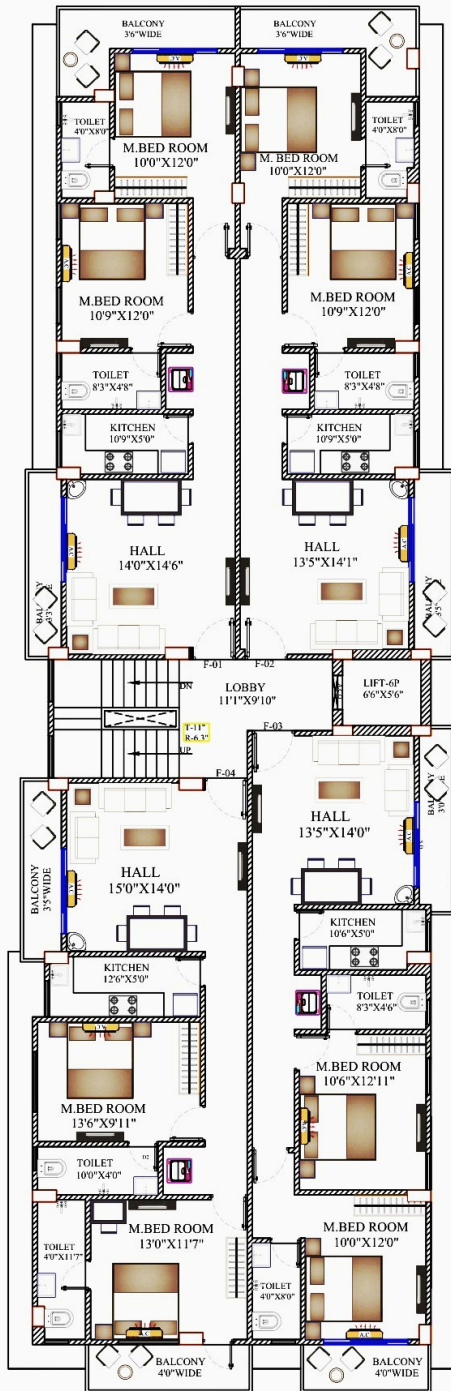 BALCONY
3'6"WIDE
BALCONY
3'6"WIDE
TOILET
4'0"X8'0"
M.BED ROOM
10'0"X12'0"
M. BED ROOM
10'0"X12'0"
TOILET
4'0"X8'0"
M.BED ROOM
10'9"X12'0"
M.BED ROOM
10'9"X12'0"
A.C
TOILET
8'3"X4'8"
TOILET
8'3"X4'8"
KITCHEN
10'9"X5'0"
KITCHEN
10'9"X5'0"
HALL
14'0"X14'6"
HALL
13'5"X14'1"
A.C
BALCONY
BALCONY
F-01
F-02
DN
LOBBY
11'1"X9'10"
LIFT-6P
6'6"X5'6"
T-11"
R-6.3"
UP
F-03
F-04
HALL
15'0"X14'0"
HALL
13'5"X14'0"
BALCONY
3'5"WIDE
BALCONY
KITCHEN
12'6"X5'0"
KITCHEN
10'6"X5'0"
TOILET
8'3"X4'6"
M.BED ROOM
13'6"X9'11"
M.BED ROOM
10'6"X12'11"
TOILET
10'0"X4'0"
D2
M.BED ROOM
13'0"X11'7"
M.BED ROOM
10'0"X12'0"
TOILET
4'0"X11'7"
TOILET
4'0"X8'0"
A.C
A.C
BALCONY
4'0"WIDE
BALCONY
4'0"WIDE